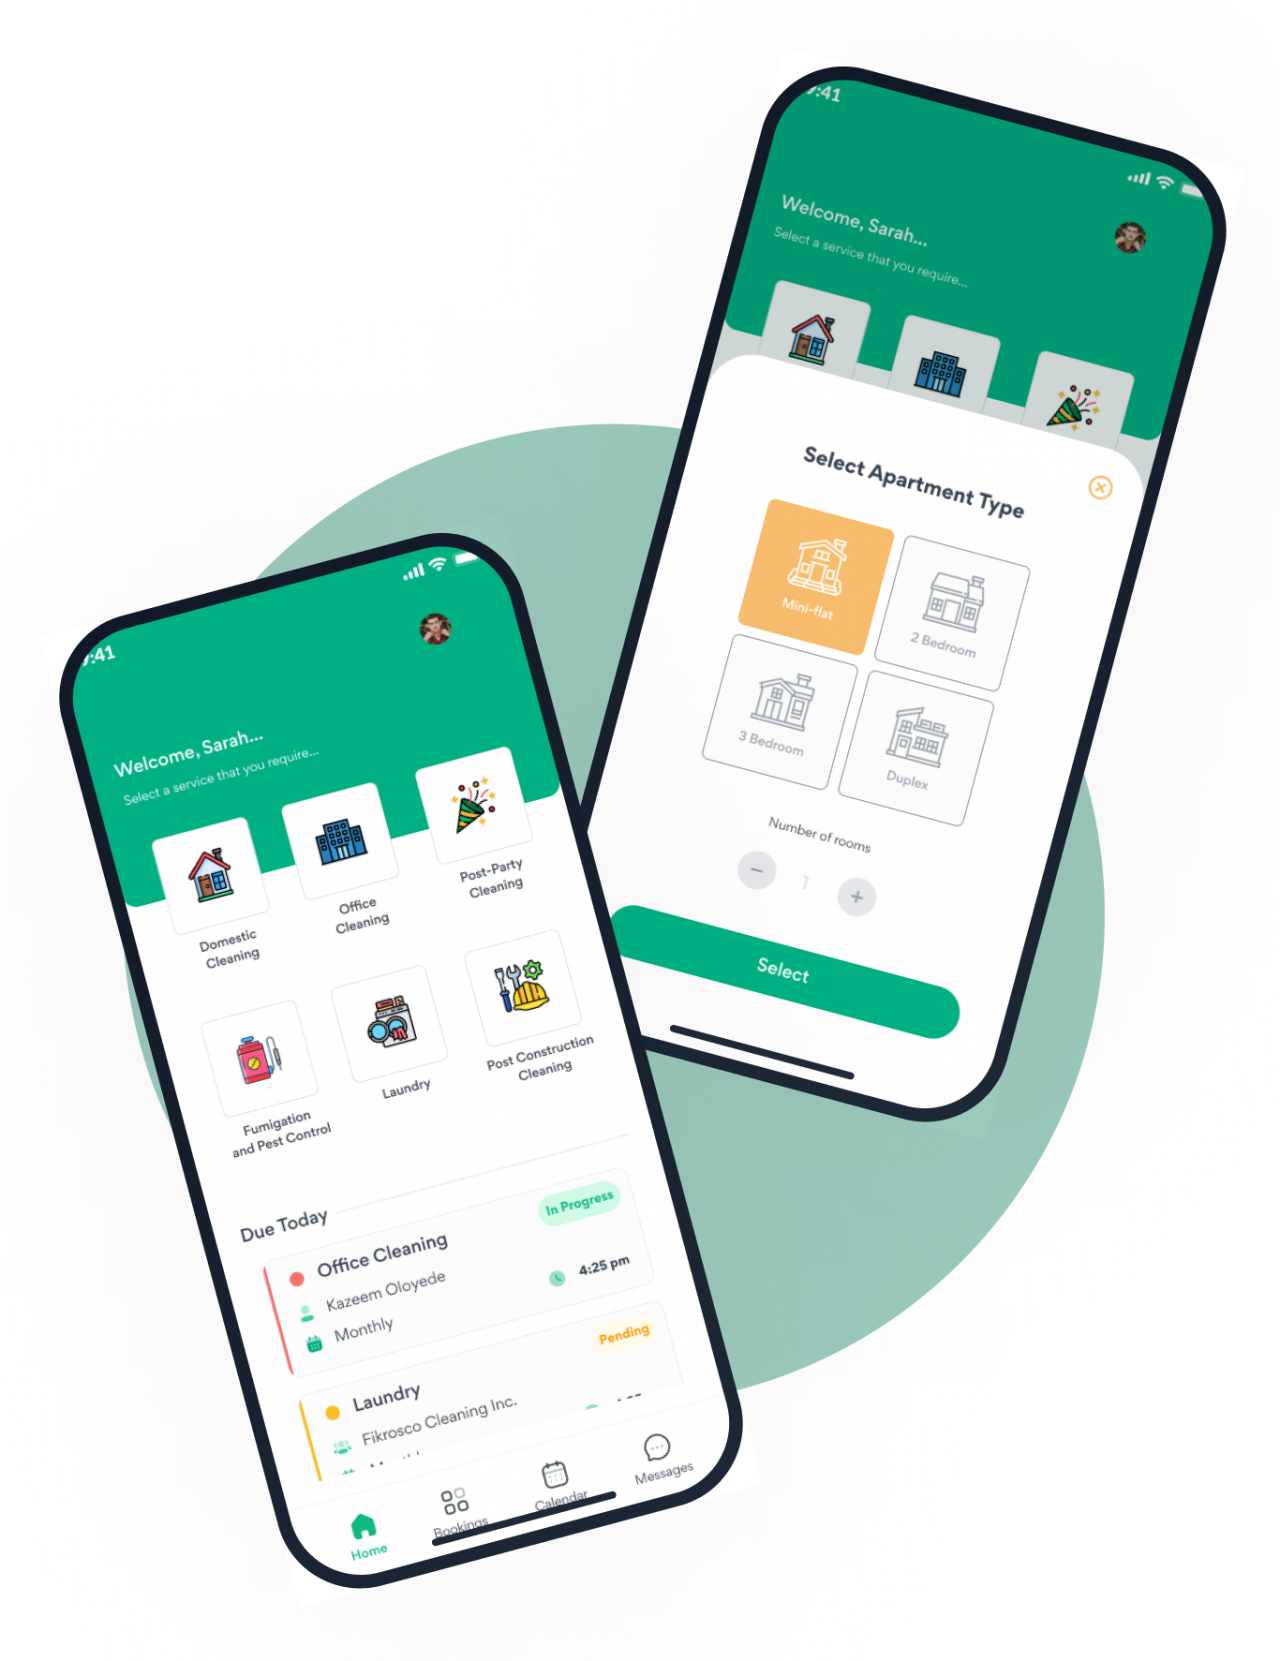 9:41
Welcome, Sarah...
Select a service that you require...
Select Apartment Type
Mini-flat
2 Bedroom
3 Bedroom
Duplex
Number of rooms
1
Select
:41
Welcome, Sarah...
Select a service that you require...
Domestic
Cleaning
Office
Cleaning
Post-Party
Cleaning
Fumigation
and Pest Control
Laundry
Post Construction
Cleaning
Due Today
Office Cleaning
In Progress
Kazeem Oloyede
4:25 pm
Monthly
Laundry
Pending
Fikrosco Cleaning Inc.
Home
Bookings
Calendar
Messages